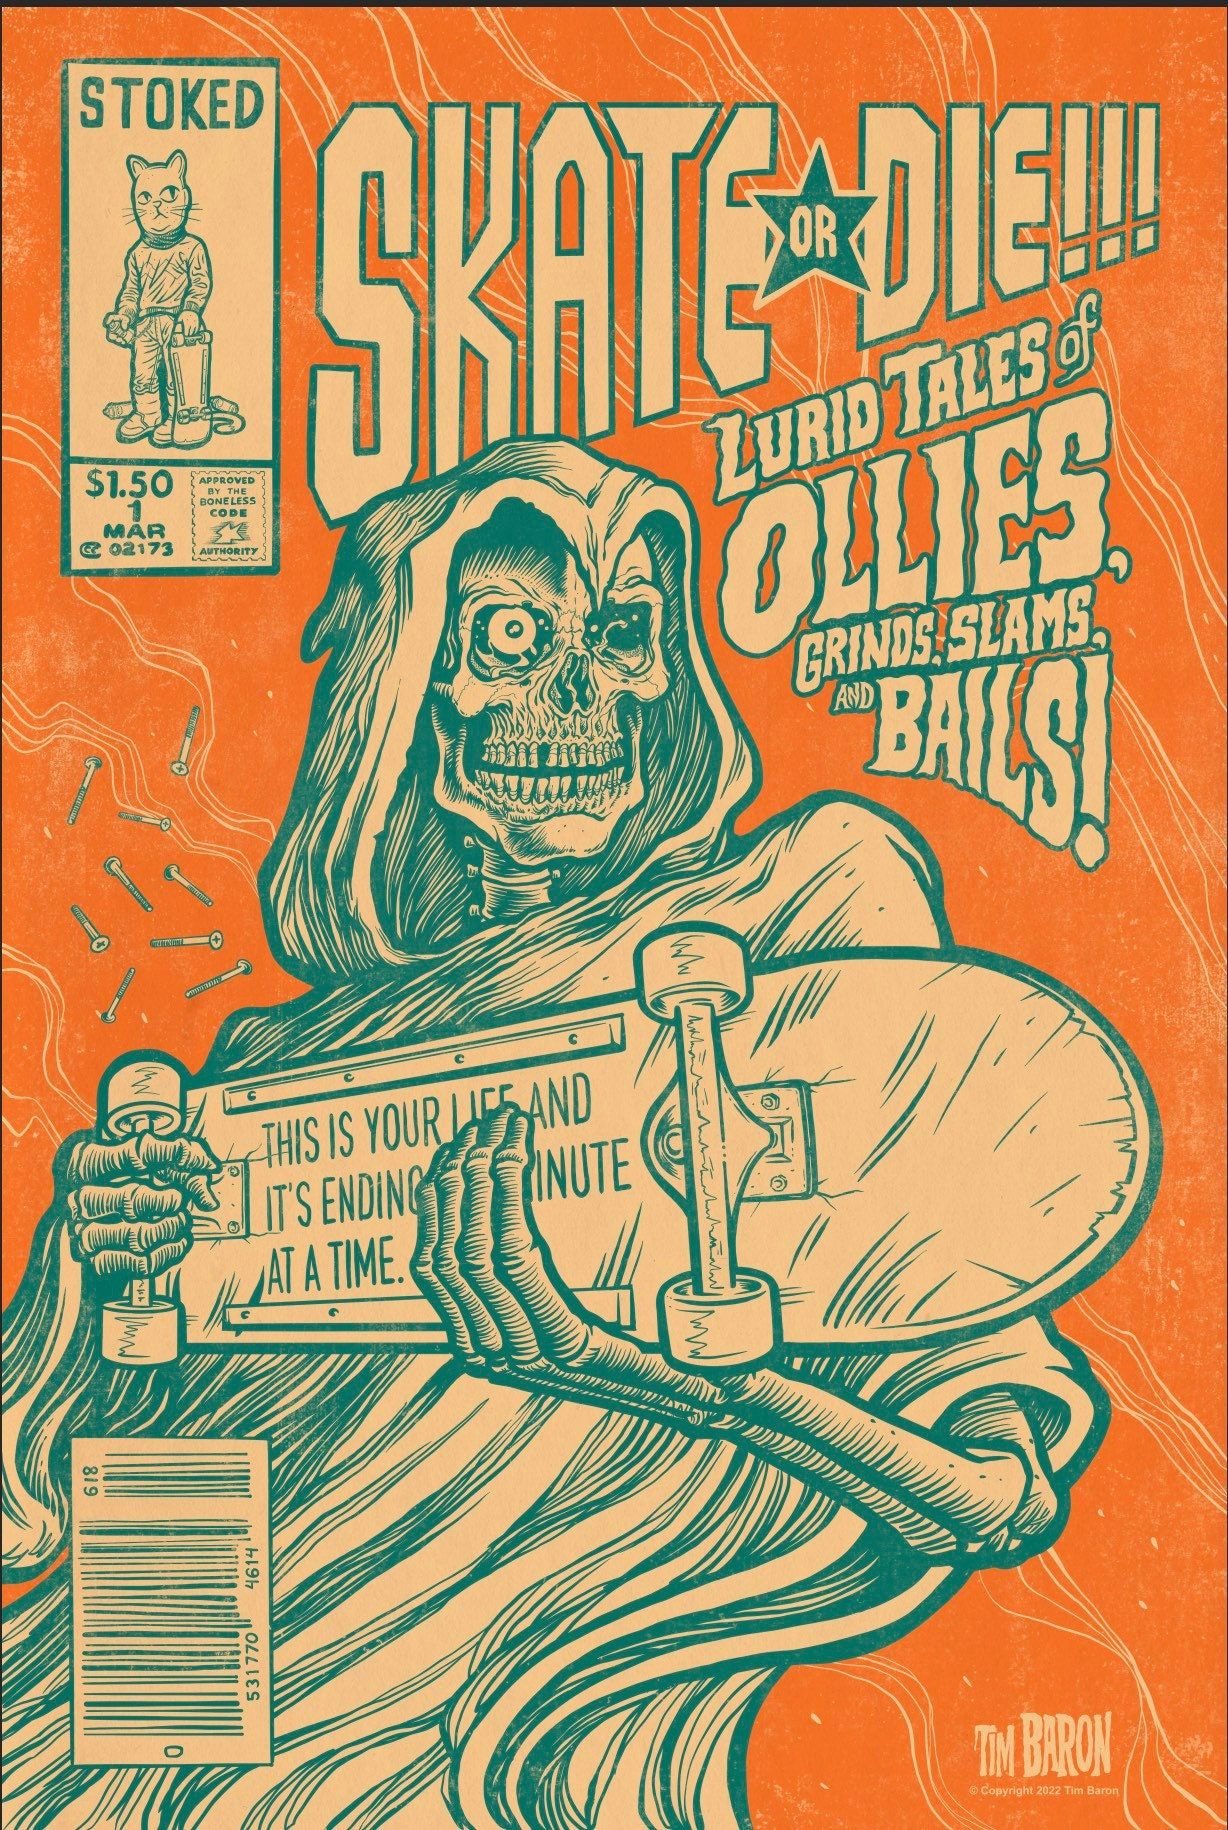 STOKED
$1.50
1
MAR
CC 02173
APPROVED
BY THE
BONELESS
CODE
AUTHORITY
SKATE OR DIE!!!
LURID TALES of
OLLIES,
GRINDS, SLAMS,
AND BAILS!
THIS IS YOUR LIFE AND
IT'S ENDING INUTE
AT A TIME.
618
531770 4614
0
TIM BARON
© Copyright 2022 Tim Baron